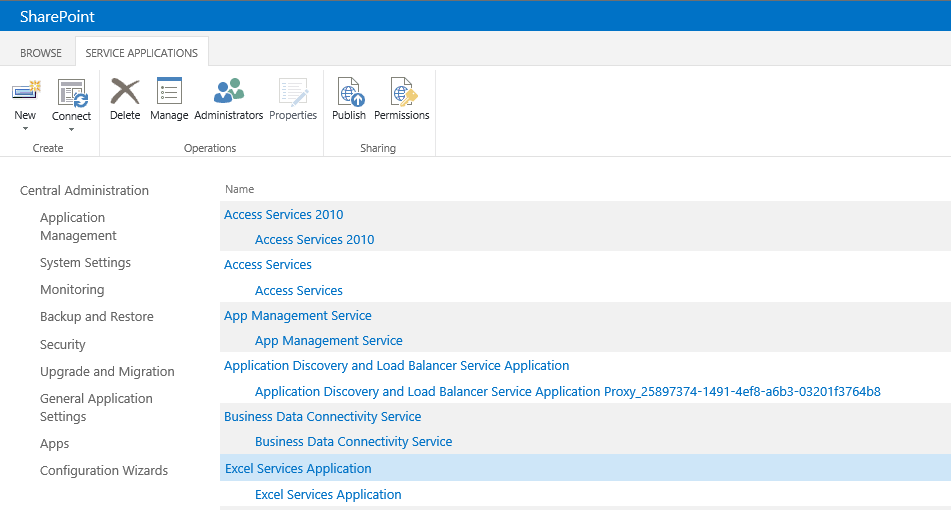 SharePoint
BROWSE
SERVICE APPLICATIONS
New
Connect
Delete
Manage
Administrators
Properties
Publish
Permissions
Create
Operations
Sharing
Central Administration
Application
Management
System Settings
Monitoring
Backup and Restore
Security
Upgrade and Migration
General Application
Settings
Apps
Configuration Wizards
Name
Access Services 2010
Access Services 2010
Access Services
Access Services
App Management Service
App Management Service
Application Discovery and Load Balancer Service Application
Application Discovery and Load Balancer Service Application Proxy_25897374-1491-4ef8-a6b3-03201f3764b8
Business Data Connectivity Service
Business Data Connectivity Service
Excel Services Application
Excel Services Application